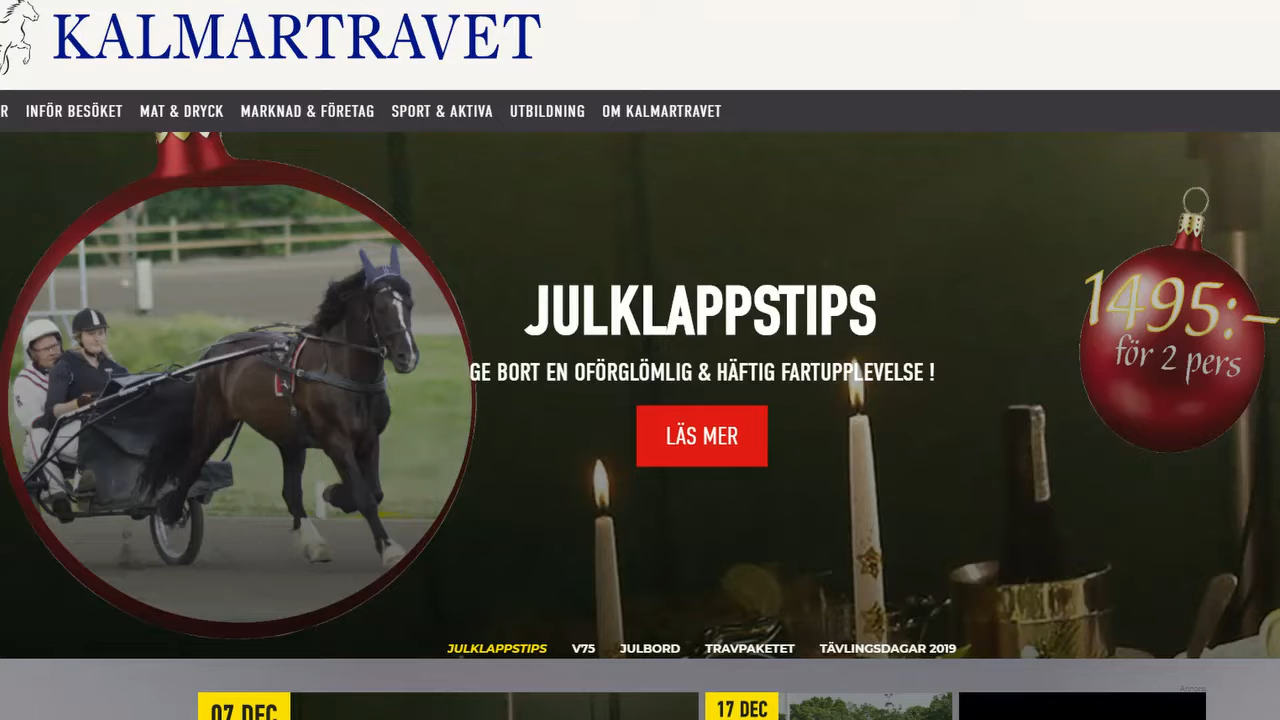 KALMARTRAVET
R INFÖR BESÖKET MAT & DRYCK MARKNAD & FÖRETAG SPORT & AKTIVA UTBILDNING OM KALMARTRAVET
1495:-
för 2 pers
JULKLAPPSTIPS
GE BORT EN OFÖRGLÖMLIG & HÄFTIG FARTUPPLEVELSE !
LÄS MER
JULKLAPPSTIPS V75 JULBORD TRAVPAKETET TÄVLINGSDAGAR 2019
Annons
07 DEC 17 DEC